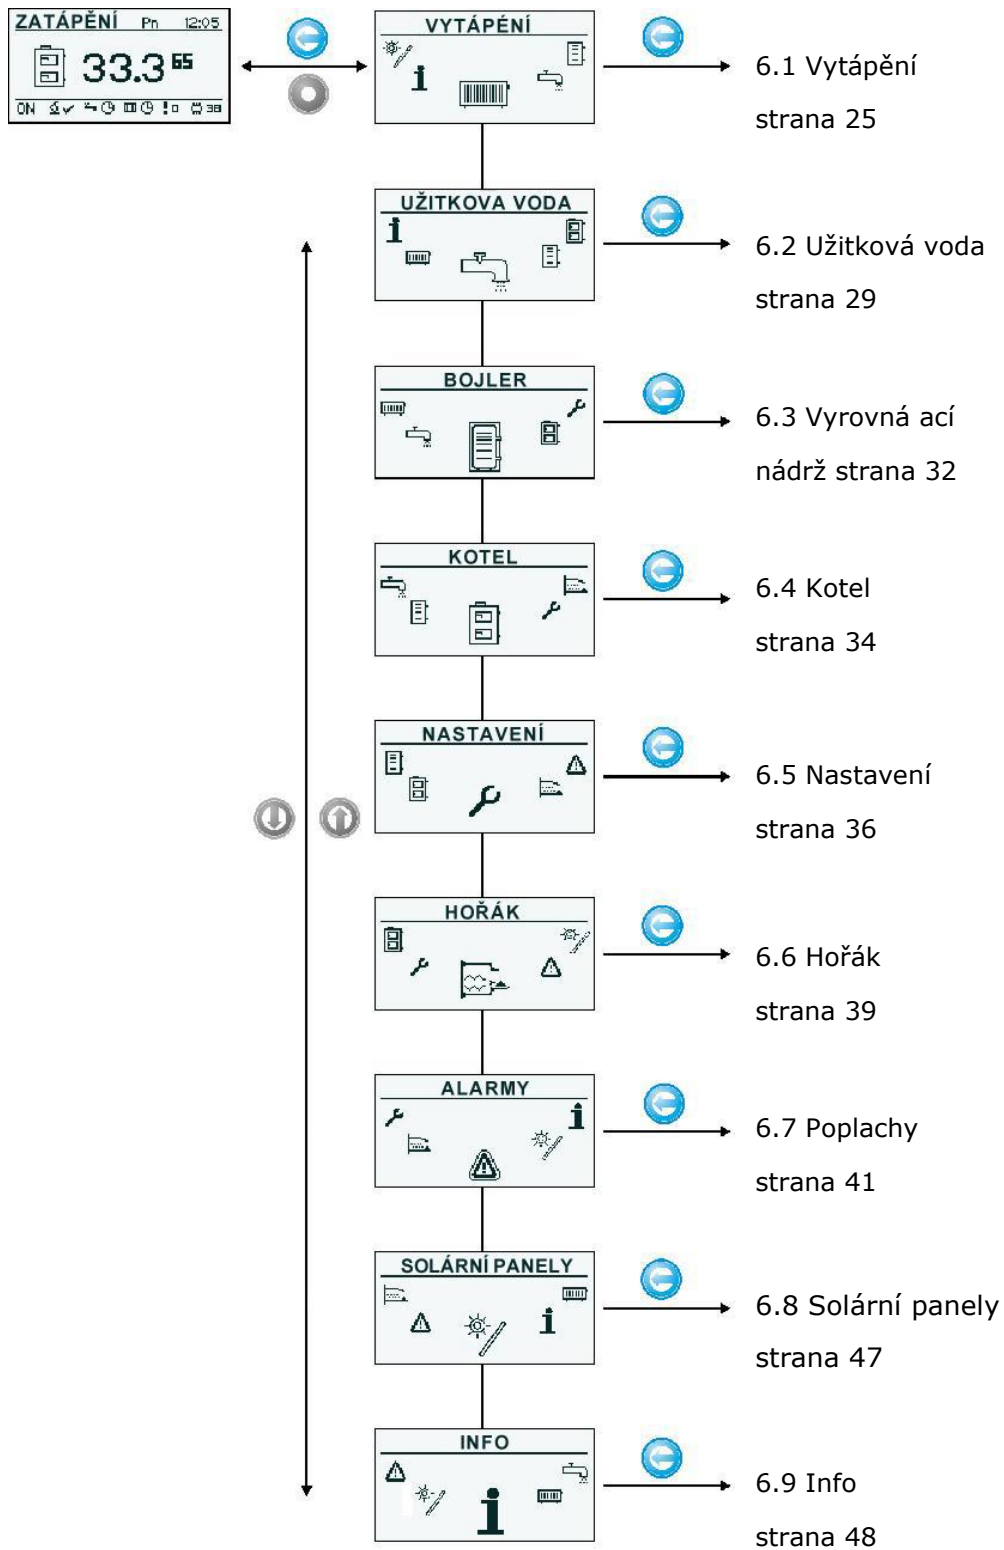 ZATÁPĚNÍ Pn 12:05
33.3 65
ON 38
VYTÁPÉNÍ
6.1 Vytápění
strana 25
UŽITKOVA VODA
6.2 Užitková voda
strana 29
BOJLER
6.3 Vyrovná ací
nádrž strana 32
KOTEL
6.4 Kotel
strana 34
NASTAVENÍ
6.5 Nastavení
strana 36
HOŘÁK
6.6 Hořák
strana 39
ALARMY
6.7 Poplachy
strana 41
SOLÁRNÍ PANELY
6.8 Solární panely
strana 47
INFO
6.9 Info
strana 48